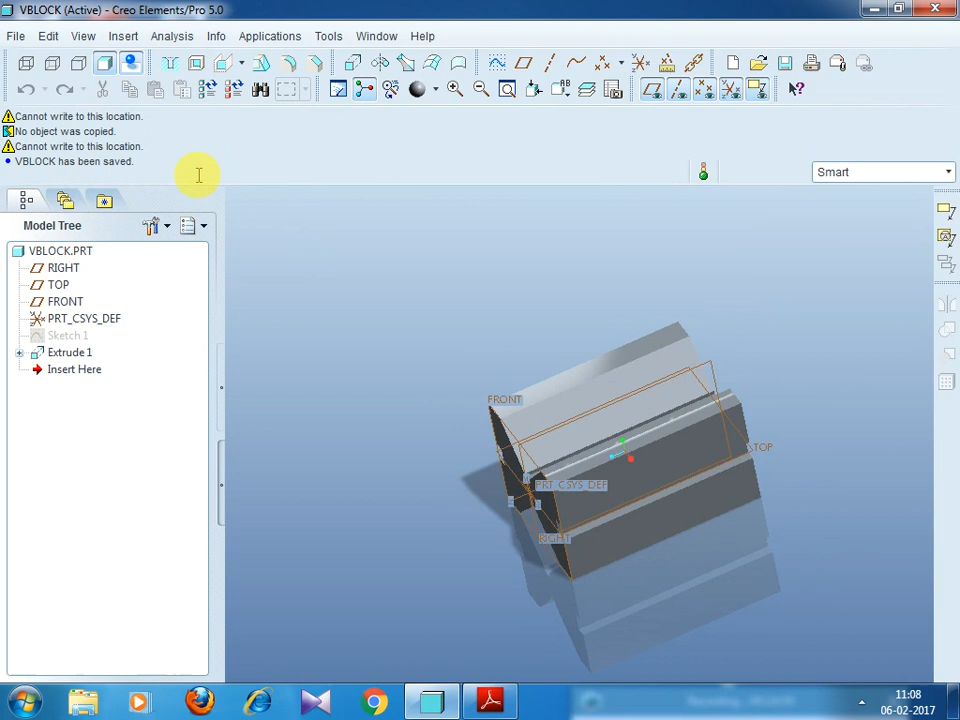 VBLOCK (Active) - Creo Elements/Pro 5.0
File Edit View Insert Analysis Info Applications Tools Window Help
Cannot write to this location.
No object was copied.
Cannot write to this location.
VBLOCK has been saved.
Smart
Model Tree
VBLOCK.PRT
RIGHT
TOP
FRONT
PRT_CSYS_DEF
Sketch 1
Extrude 1
Insert Here
FRONT
TOP
PRT_CSYS_DEF
RIGHT
11:08
06-02-2017